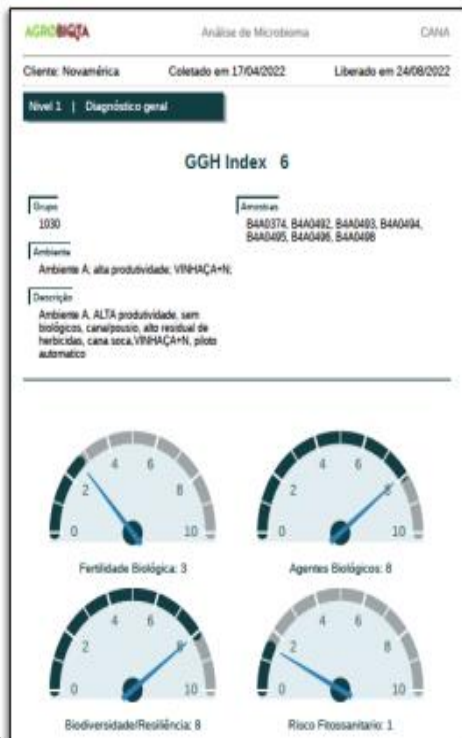 AGROBIOTA Análise de Microbioma CANA
Cliente: Novamérica Coletado em 17/04/2022 Liberado em 24/08/2022
Nível 1 | Diagnóstico geral
GGH Index 6
Grupo
1030
Amostras
B4A0374, B4A0492, B4A0493, B4A0494,
B4A0495, B4A0496, B4A0498
Ambiente
Ambiente A, alta produtividade; VINHAÇA+N;
Descrição
Ambiente A, ALTA produtividade, sem
biológicos, cana/pousio, alto residual de
herbicidas, cana soca,VINHAÇA+N, piloto
automatico
0 2 4 6 8 10
Fertilidade Biológica: 3
0 2 4 6 8 10
Agentes Biológicos: 8
0 2 4 6 8 10
Biodiversidade/Resiliência: 8
0 2 4 6 8 10
Risco Fitossanitario: 1